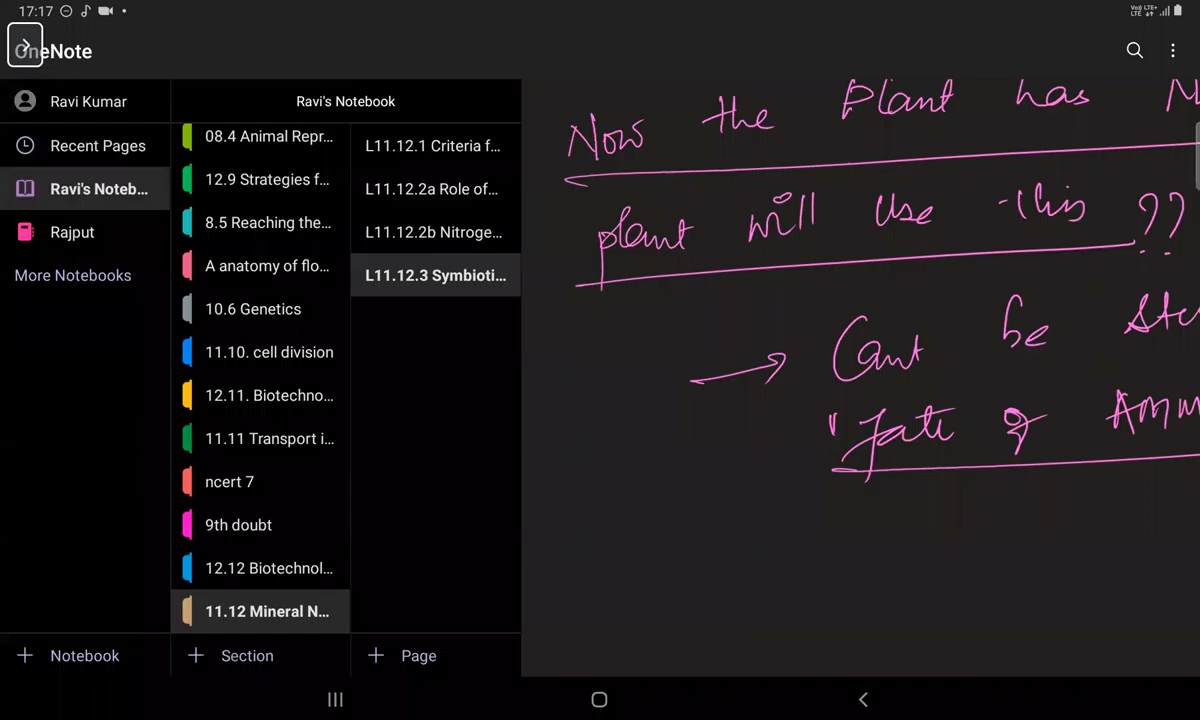 17:17
VoLTE LTE+
OneNote
Ravi Kumar
Recent Pages
Ravi's Noteb...
Rajput
More Notebooks
+ Notebook
Ravi's Notebook
08.4 Animal Repr...
12.9 Strategies f...
8.5 Reaching the...
A anatomy of flo...
10.6 Genetics
11.10. cell division
12.11. Biotechno...
11.11 Transport i...
ncert 7
9th doubt
12.12 Biotechnol...
11.12 Mineral N...
+ Section
L11.12.1 Criteria f...
L11.12.2a Role of...
L11.12.2b Nitroge...
L11.12.3 Symbioti...
+ Page
Now the plant has N
plant will use this ??
→ Cant be Sto
"Fate of Amm